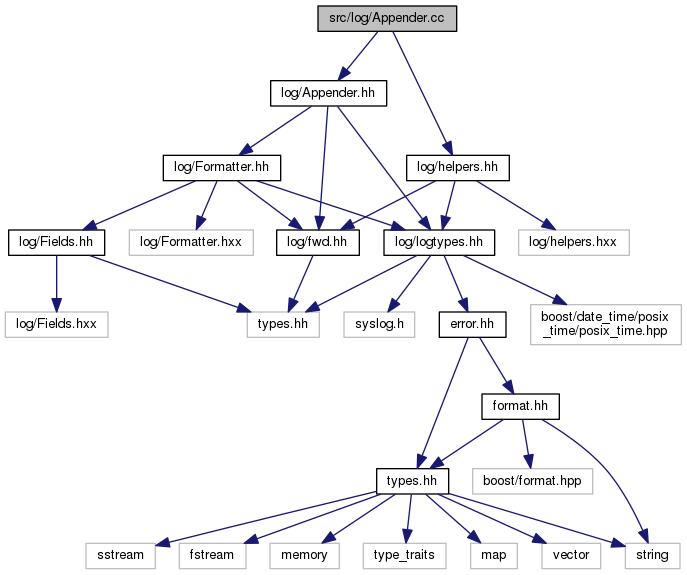 src/log/Appender.cc
log/Appender.hh
log/Formatter.hh
log/helpers.hh
log/Fields.hh
log/Formatter.hxx
log/fwd.hh
log/logtypes.hh
log/helpers.hxx
log/Fields.hxx
types.hh
syslog.h
error.hh
boost/date_time/posix
_time/posix_time.hpp
format.hh
types.hh
boost/format.hpp
sstream
fstream
memory
type_traits
map
vector
string